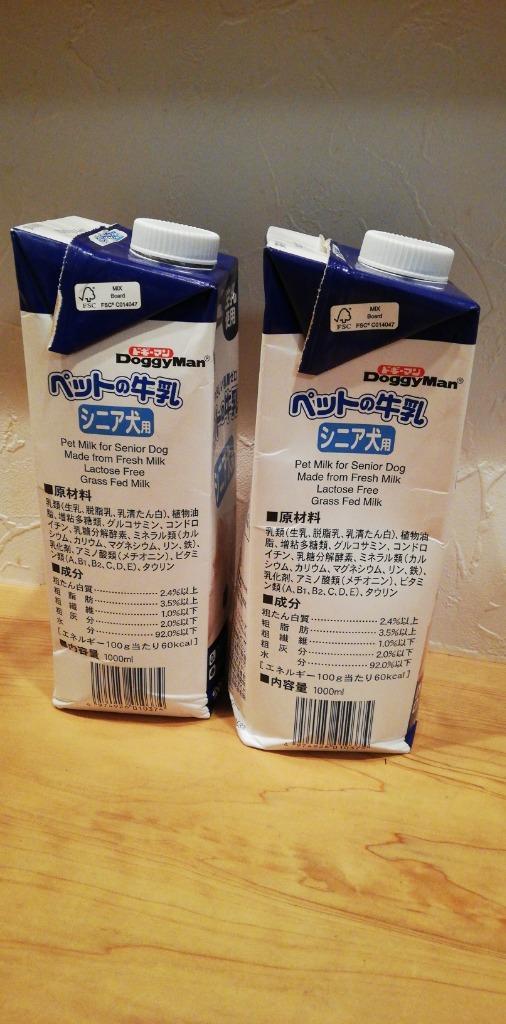 MIX
Board
FSC
FSC® C014047
使用
ドギーマン
DoggyMan®
ペットの牛乳
シニア犬用
Pet Milk for Senior Dog
Made from Fresh Milk
Lactose Free
Grass Fed Milk
■原材料
乳類(生乳、脱脂乳、乳清たん白)、植物油
脂、増粘多糖類、グルコサミン、コンドロ
イチン、乳糖分解酵素、ミネラル類(カル
シウム、カリウム、マグネシウム、リン、鉄)、
乳化剤、アミノ酸類(メチオニン)、ビタミ
ン類(A、B1、B2、C、D、E)、タウリン
■成分
粗たん白質 2.4%以上
粗脂肪 3.5%以上
粗繊維 1.0%以下
粗灰分 2.0%以下
水分 92.0%以下
[エネルギー100g当たり60kcal]
■内容量 1000ml
MIX
Board
FSC
FSC® C014047
ドギーマン
DoggyMan®
ペットの牛乳
シニア犬用
Pet Milk for Senior Dog
Made from Fresh Milk
Lactose Free
Grass Fed Milk
■原材料
乳類(生乳、脱脂乳、乳清たん白)、植物油
脂、増粘多糖類、グルコサミン、コンドロ
イチン、乳糖分解酵素、ミネラル類(カル
シウム、カリウム、マグネシウム、リン、鉄)、
乳化剤、アミノ酸類(メチオニン)、ビタミ
ン類(A、B1、B2、C、D、E)、タウリン
■成分
粗たん白質 2.4%以上
粗脂肪 3.5%以上
粗繊維 1.0%以下
粗灰分 2.0%以下
水分 92.0%以下
[エネルギー100g当たり60kcal]
■内容量 1000ml